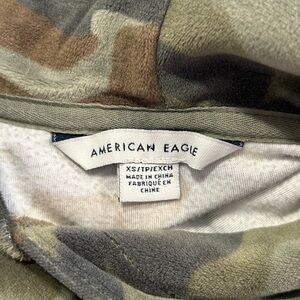 AMERICAN EAGLE
XS/TP/EXCH
MADE IN CHINA
FABRIQUÉ EN
CHINE